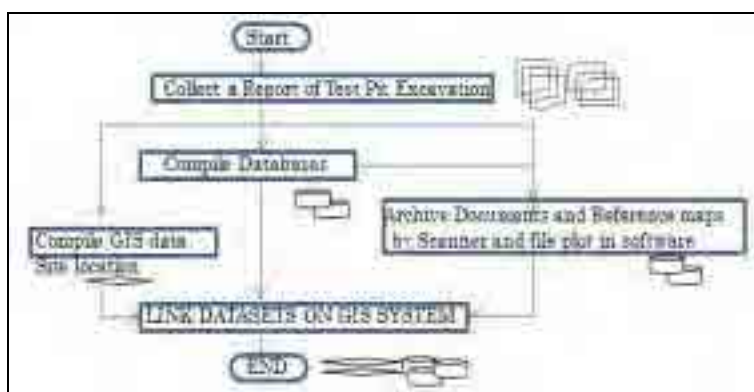 Start
Collect a Report of Test Pit Excavation
Compile Databases
Archive Documents and Reference maps
by Scanner and file plot in software
Compile GIS data
Site location
LINK DATASETS ON GIS SYSTEM
END